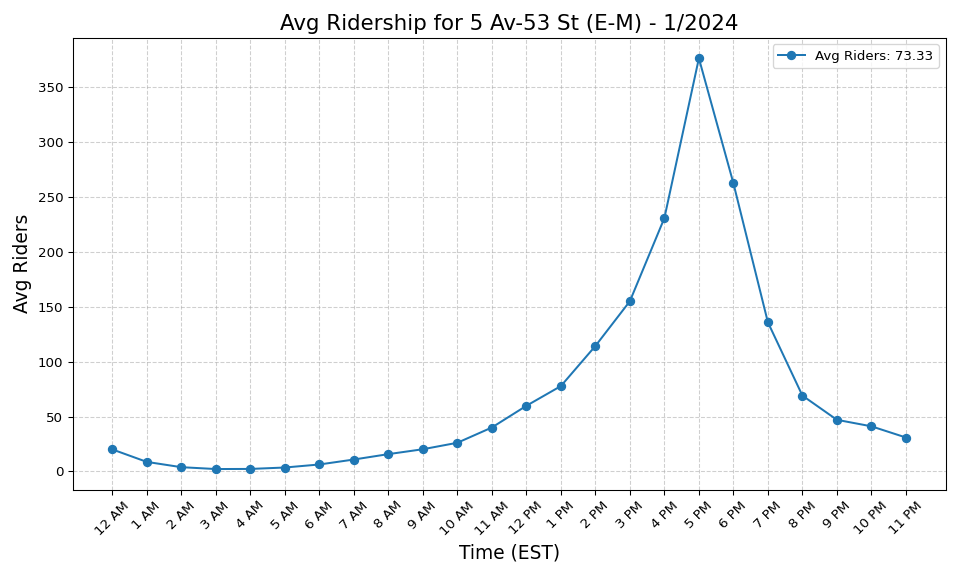 Avg Ridership for 5 Av-53 St (E-M) - 1/2024
Avg Riders: 73.33
Avg Riders
350
300
250
200
150
100
50
0
12 AM
1 AM
2 AM
3 AM
4 AM
5 AM
6 AM
7 AM
8 AM
9 AM
10 AM
11 AM
12 PM
1 PM
2 PM
3 PM
4 PM
5 PM
6 PM
7 PM
8 PM
9 PM
10 PM
11 PM
Time (EST)